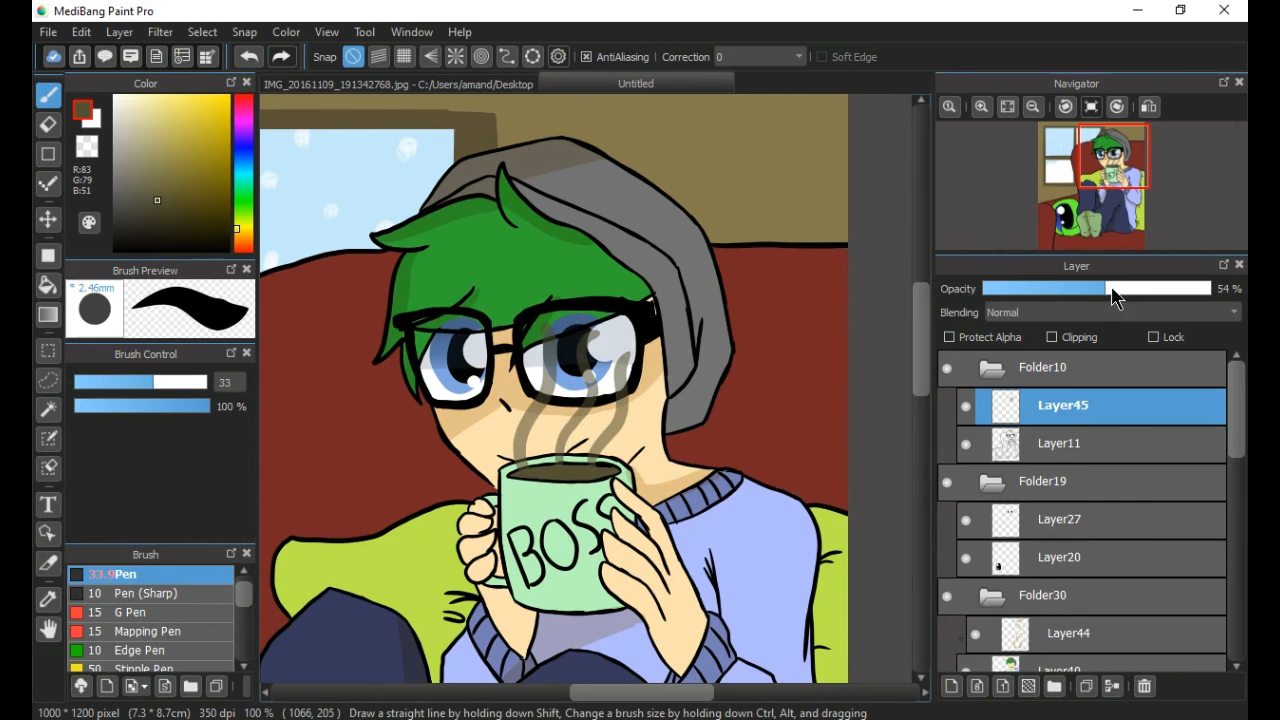 MediBang Paint Pro
File Edit Layer Filter Select Snap Color View Tool Window Help
Snap AntiAliasing Correction 0 Soft Edge
Color
IMG_20161109_191342768.jpg - C:/Users/amand/Desktop
Untitled
Navigator
R:83
G:79
B:51
Brush Preview
* 2.46mm
Brush Control
33
100 %
Brush
33.9 Pen
10 Pen (Sharp)
15 G Pen
15 Mapping Pen
10 Edge Pen
50 Stipple Pen
BOSS
Layer
Opacity 54 %
Blending Normal
Protect Alpha Clipping Lock
Folder10
Layer45
Layer11
Folder19
Layer27
Layer20
Folder30
Layer44
Layer40
1000 * 1200 pixel (7.3 * 8.7cm) 350 dpi 100 % ( 1066, 205 ) Draw a straight line by holding down Shift, Change a brush size by holding down Ctrl, Alt, and dragging